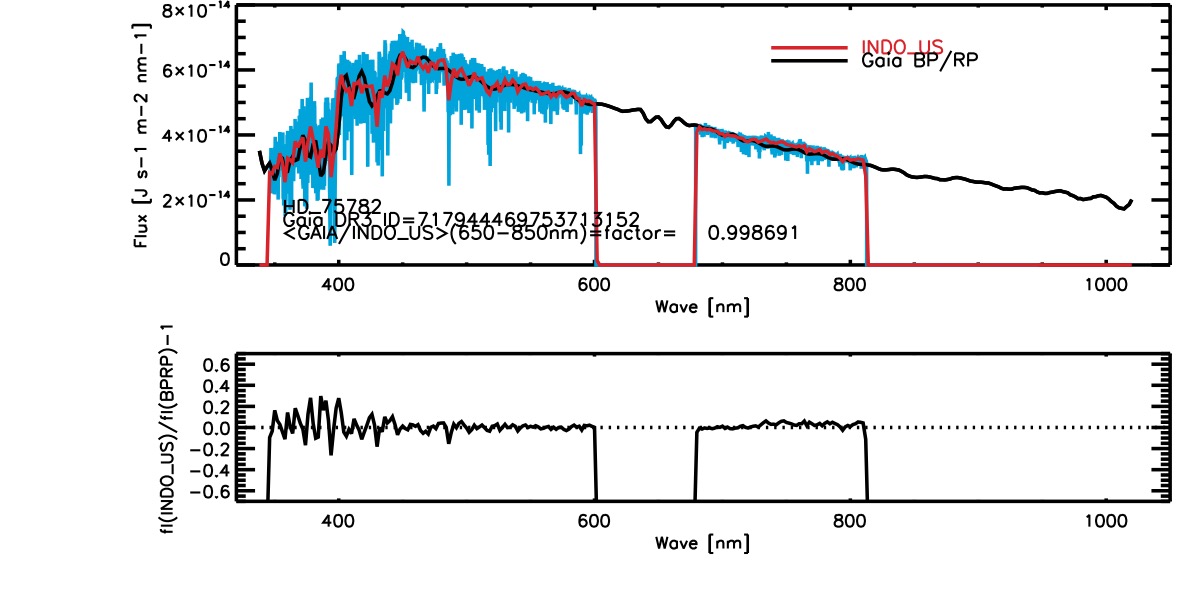 8×10⁻¹⁴
6×10⁻¹⁴
4×10⁻¹⁴
2×10⁻¹⁴
0
Flux [J s−1 m−2 nm−1]
INDO_US
Gaia BP/RP
HD_75782
Gaia DR3_ID=717944469753713152
<GAIA/INDO_US>(650−850nm)=factor= 0.998691
400 600 800 1000
Wave [nm]
fl(INDO_US)/fl(BPRP)−1
0.6
0.4
0.2
0.0
−0.2
−0.4
−0.6
400 600 800 1000
Wave [nm]